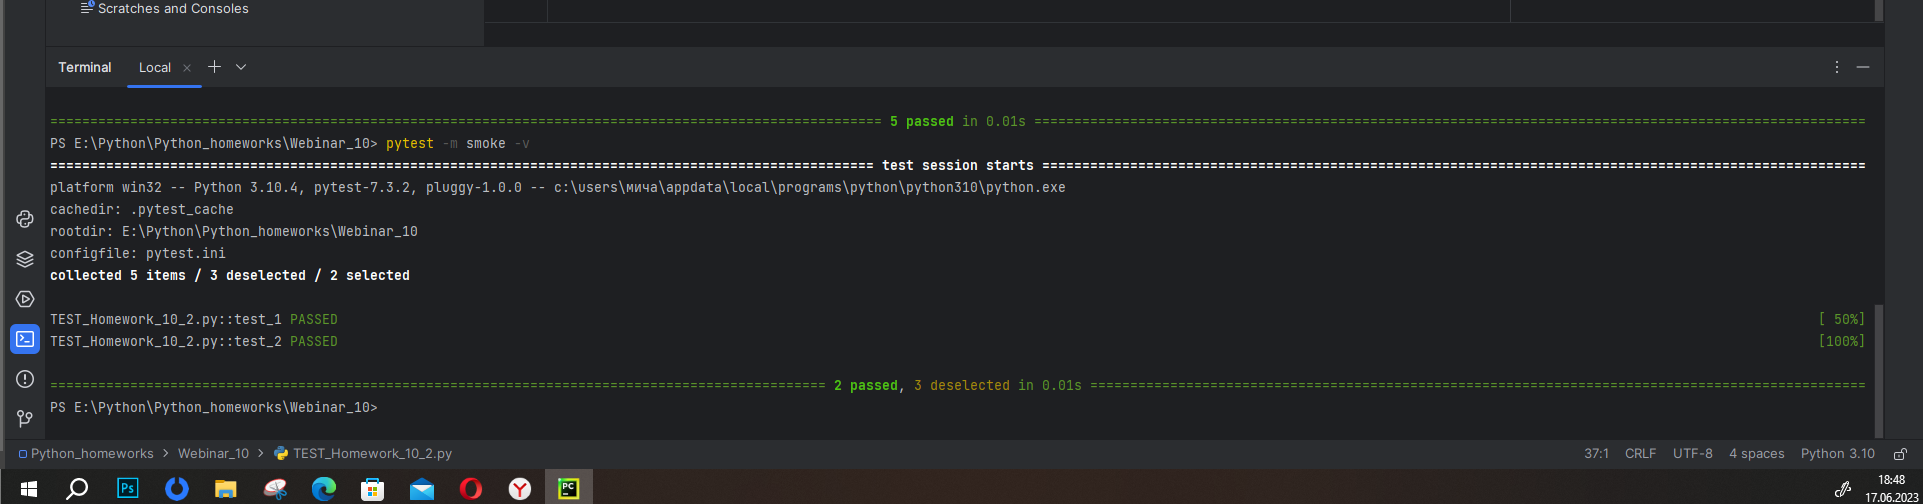 Scratches and Consoles
Terminal Local
============================ 5 passed in 0.01s ============================
PS E:\Python\Python_homeworks\Webinar_10> pytest -m smoke -v
============================ test session starts ============================
platform win32 -- Python 3.10.4, pytest-7.3.2, pluggy-1.0.0 -- c:\users\мича\appdata\local\programs\python\python310\python.exe
cachedir: .pytest_cache
rootdir: E:\Python\Python_homeworks\Webinar_10
configfile: pytest.ini
collected 5 items / 3 deselected / 2 selected
TEST_Homework_10_2.py::test_1 PASSED [ 50%]
TEST_Homework_10_2.py::test_2 PASSED [100%]
============================ 2 passed, 3 deselected in 0.01s ============================
PS E:\Python\Python_homeworks\Webinar_10>
Python_homeworks > Webinar_10 > TEST_Homework_10_2.py 37:1 CRLF UTF-8 4 spaces Python 3.10
Ps Y PC 18:48
17.06.2023